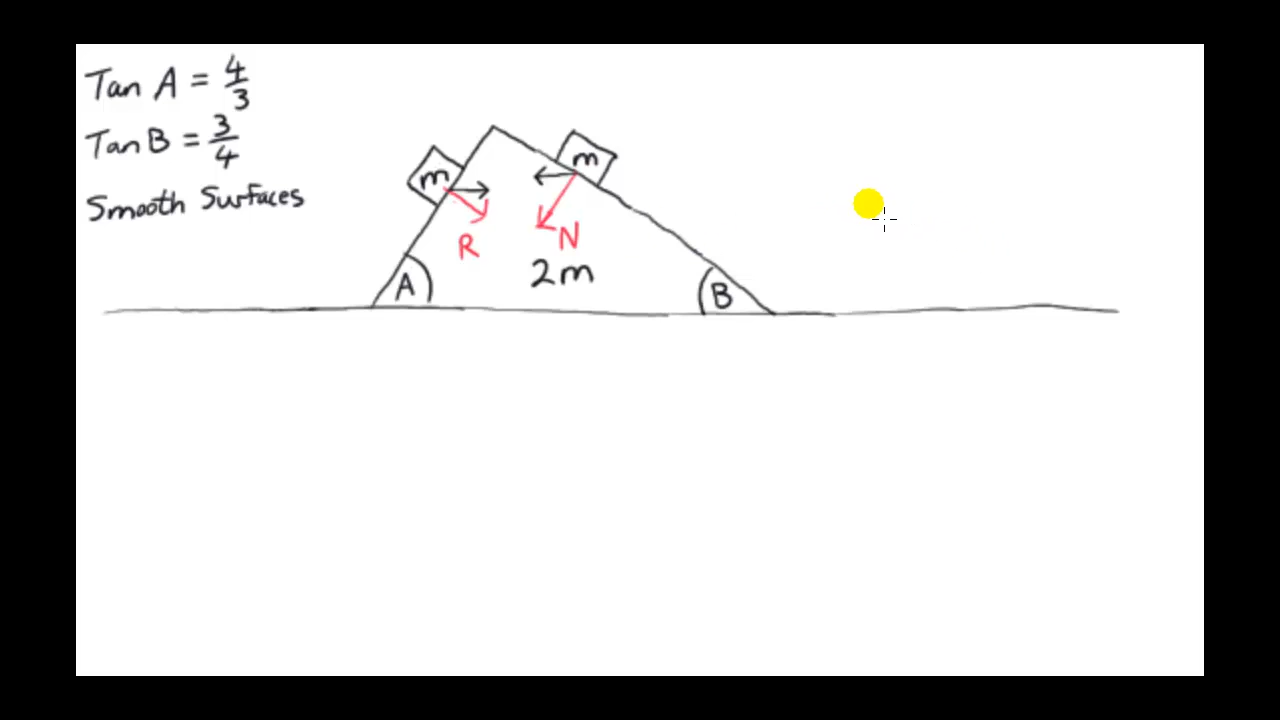 Tan A = 4/3
Tan B = 3/4
Smooth Surfaces
m
m
R
N
2m
A
B